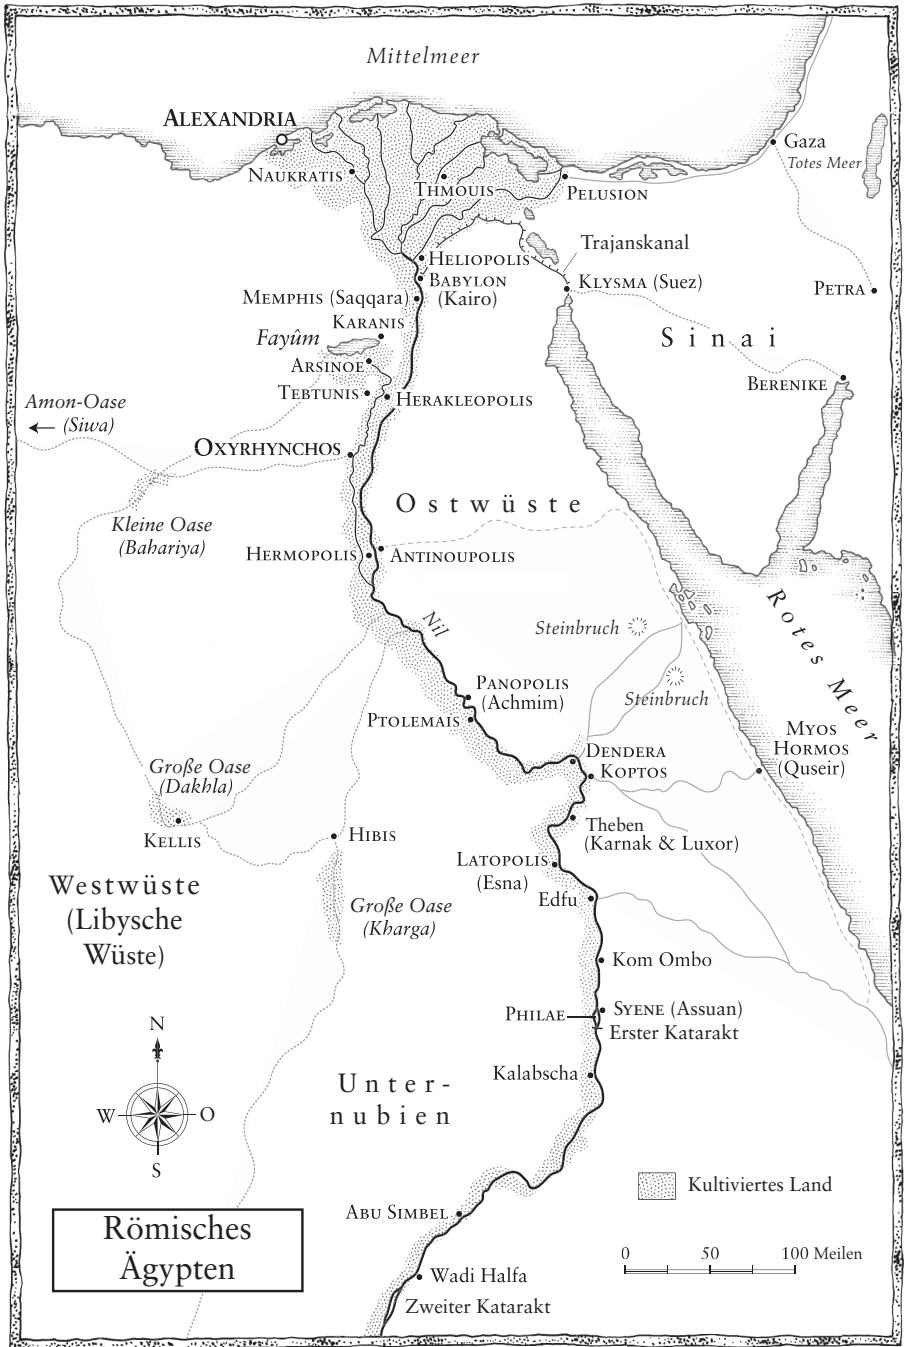 Mittelmeer
ALEXANDRIA
Gaza
Totes Meer
NAUKRATIS
THMOUIS
PELUSION
Trajanskanal
HELIOPOLIS
BABYLON
(Kairo)
KLYSMA (Suez)
PETRA
MEMPHIS (Saqqara)
KARANIS
Fayûm
Sinai
ARSINOE
BERENIKE
TEBTUNIS
HERAKLEOPOLIS
Amon-Oase
(Siwa)
OXYRHYNCHOS
Ostwüste
Kleine Oase
(Bahariya)
HERMOPOLIS
ANTINOUPOLIS
Nil
Steinbruch
Rotes Meer
Steinbruch
PANOPOLIS
(Achmim)
PTOLEMAIS
MYOS
HORMOS
(Quseir)
DENDERA
KOPTOS
Große Oase
(Dakhla)
KELLIS
HIBIS
Theben
(Karnak & Luxor)
LATOPOLIS
(Esna)
Westwüste
(Libysche
Wüste)
Edfu
Große Oase
(Kharga)
Kom Ombo
PHILAE
SYENE (Assuan)
Erster Katarakt
N
W
O
S
Kalabscha
Unter-
nubien
Kultiviertes Land
ABU SIMBEL
Römisches
Ägypten
0 50 100 Meilen
Wadi Halfa
Zweiter Katarakt